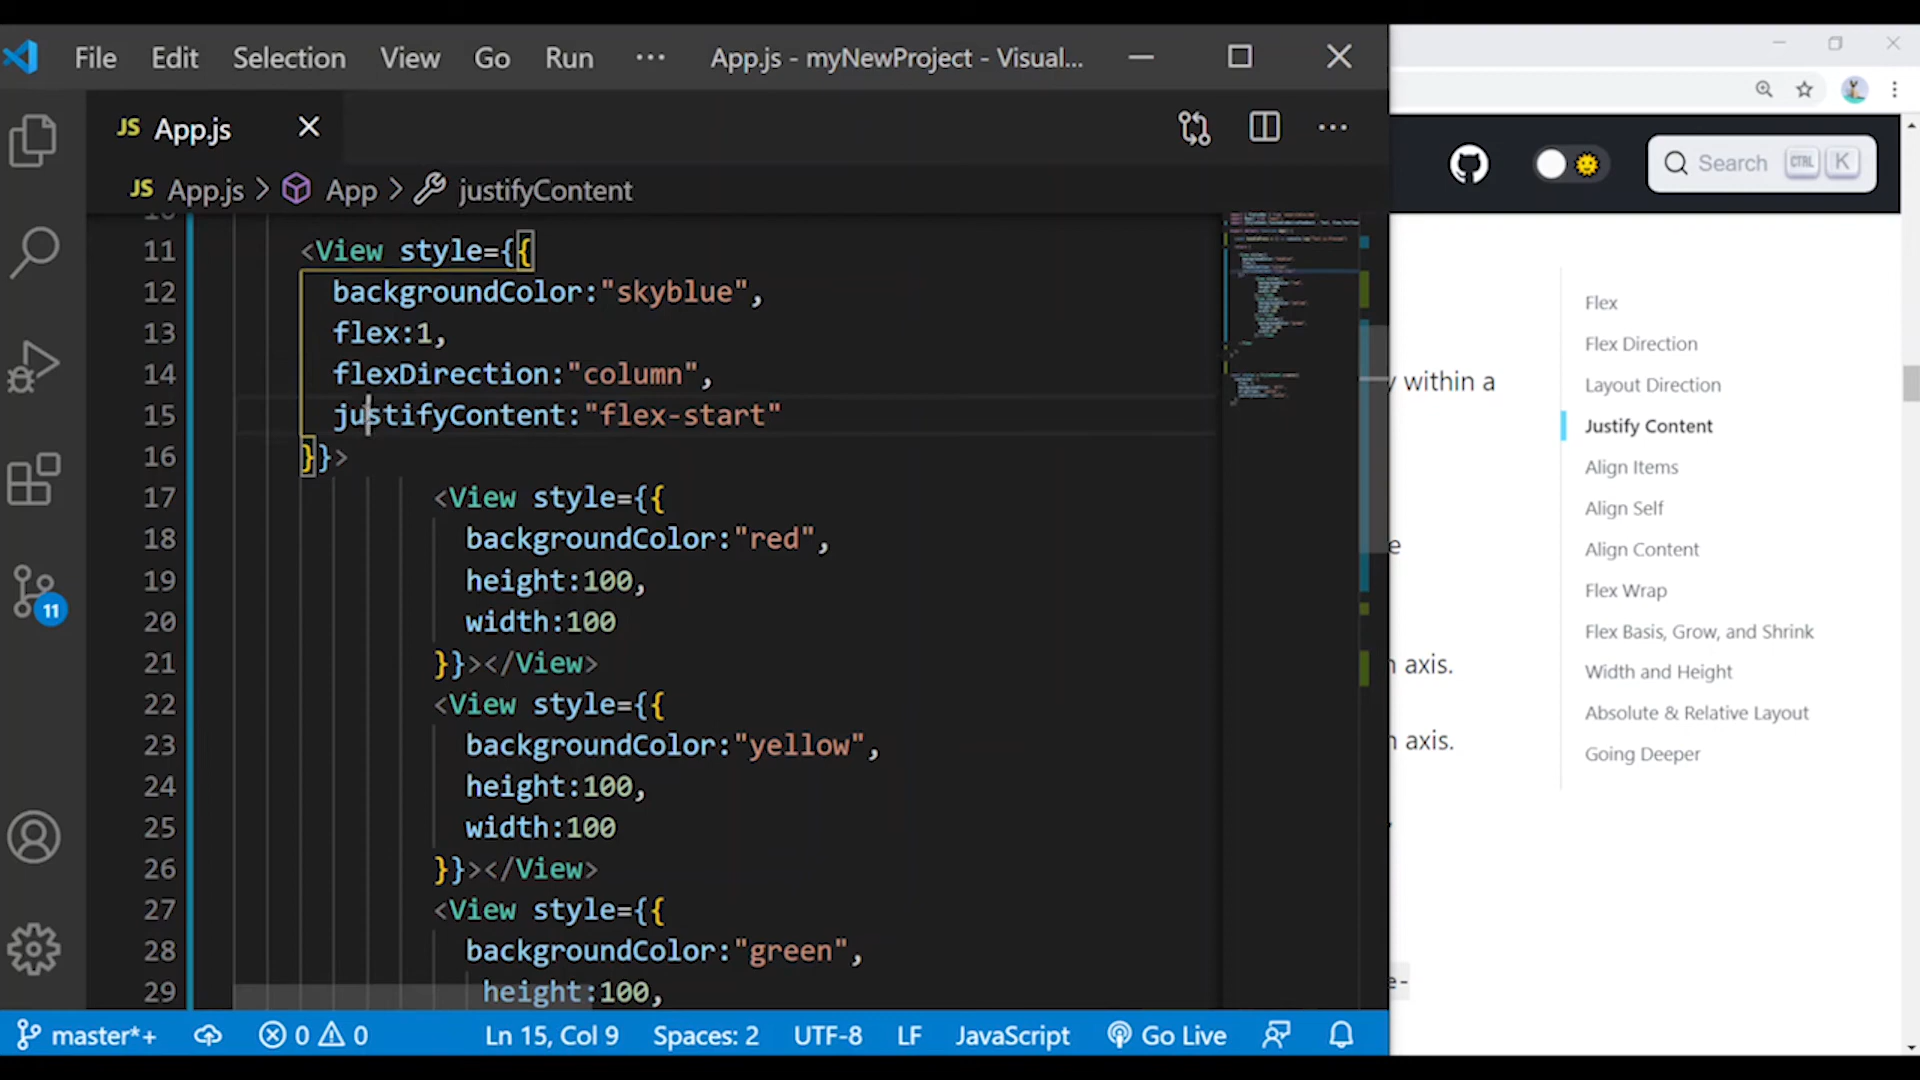 File Edit Selection View Go Run ··· App.js - myNewProject - Visual...
JS App.js
JS App.js > App > justifyContent
11 <View style={{
12 backgroundColor:"skyblue",
13 flex:1,
14 flexDirection:"column",
15 justifyContent:"flex-start"
16 }}>
17 <View style={{
18 backgroundColor:"red",
19 height:100,
20 width:100
21 }}></View>
22 <View style={{
23 backgroundColor:"yellow",
24 height:100,
25 width:100
26 }}></View>
27 <View style={{
28 backgroundColor:"green",
29 height:100,
11
master*+ 0 0 Ln 15, Col 9 Spaces: 2 UTF-8 LF JavaScript Go Live
Search CTRL K
within a
e
axis.
axis.
e-
Flex
Flex Direction
Layout Direction
Justify Content
Align Items
Align Self
Align Content
Flex Wrap
Flex Basis, Grow, and Shrink
Width and Height
Absolute & Relative Layout
Going Deeper